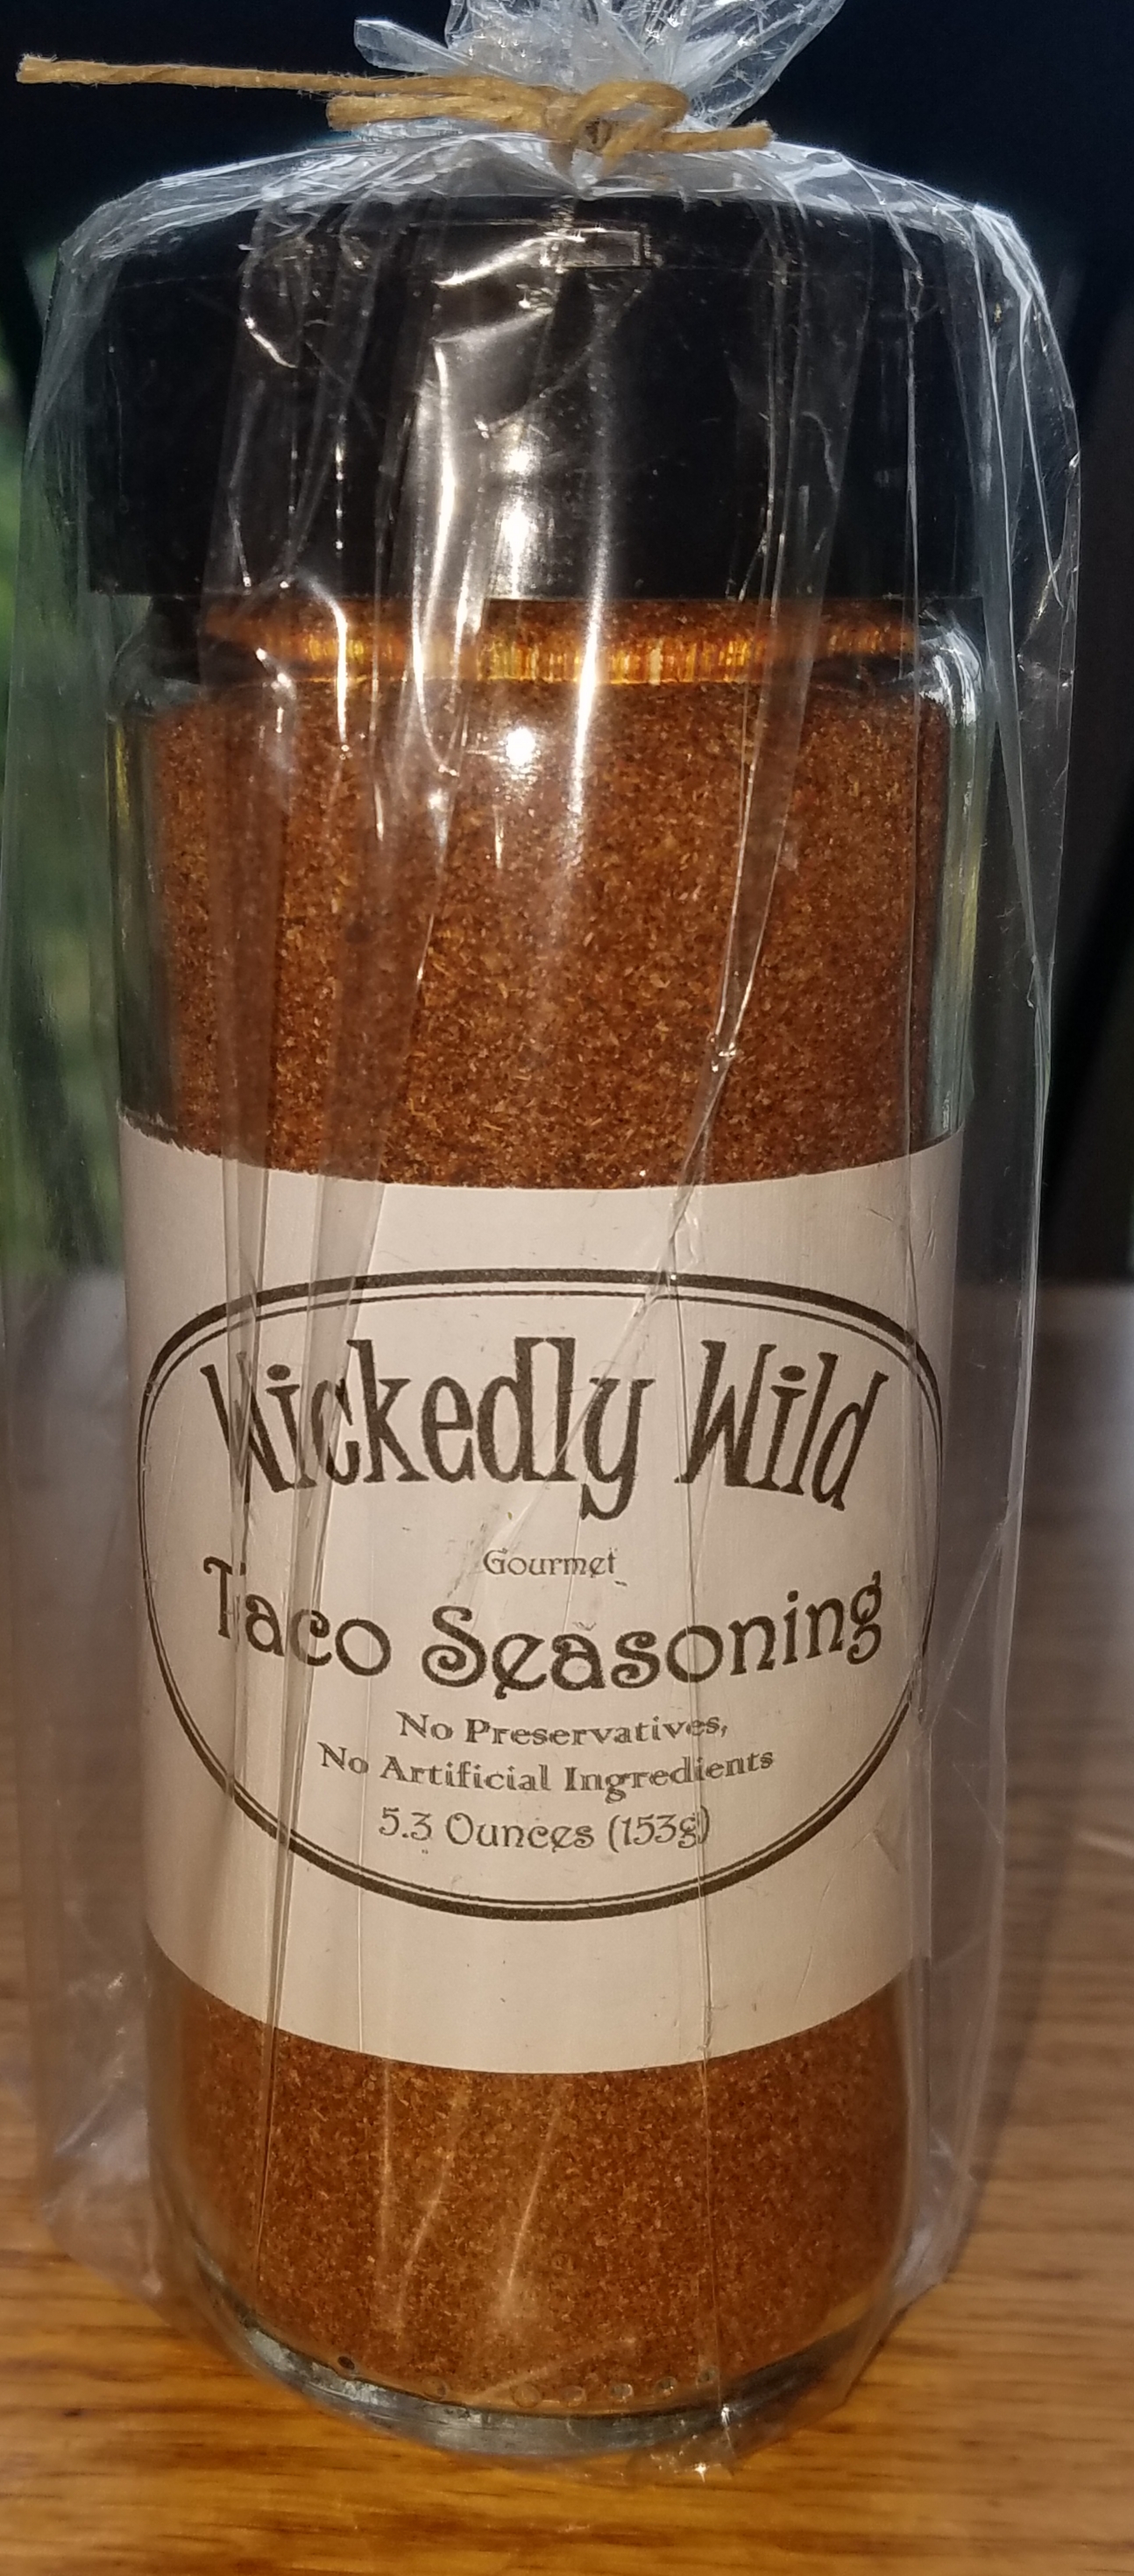 Wickedly Wild
Gourmet
Taco Seasoning
No Preservatives,
No Artificial Ingredients
5.3 Ounces (153g)